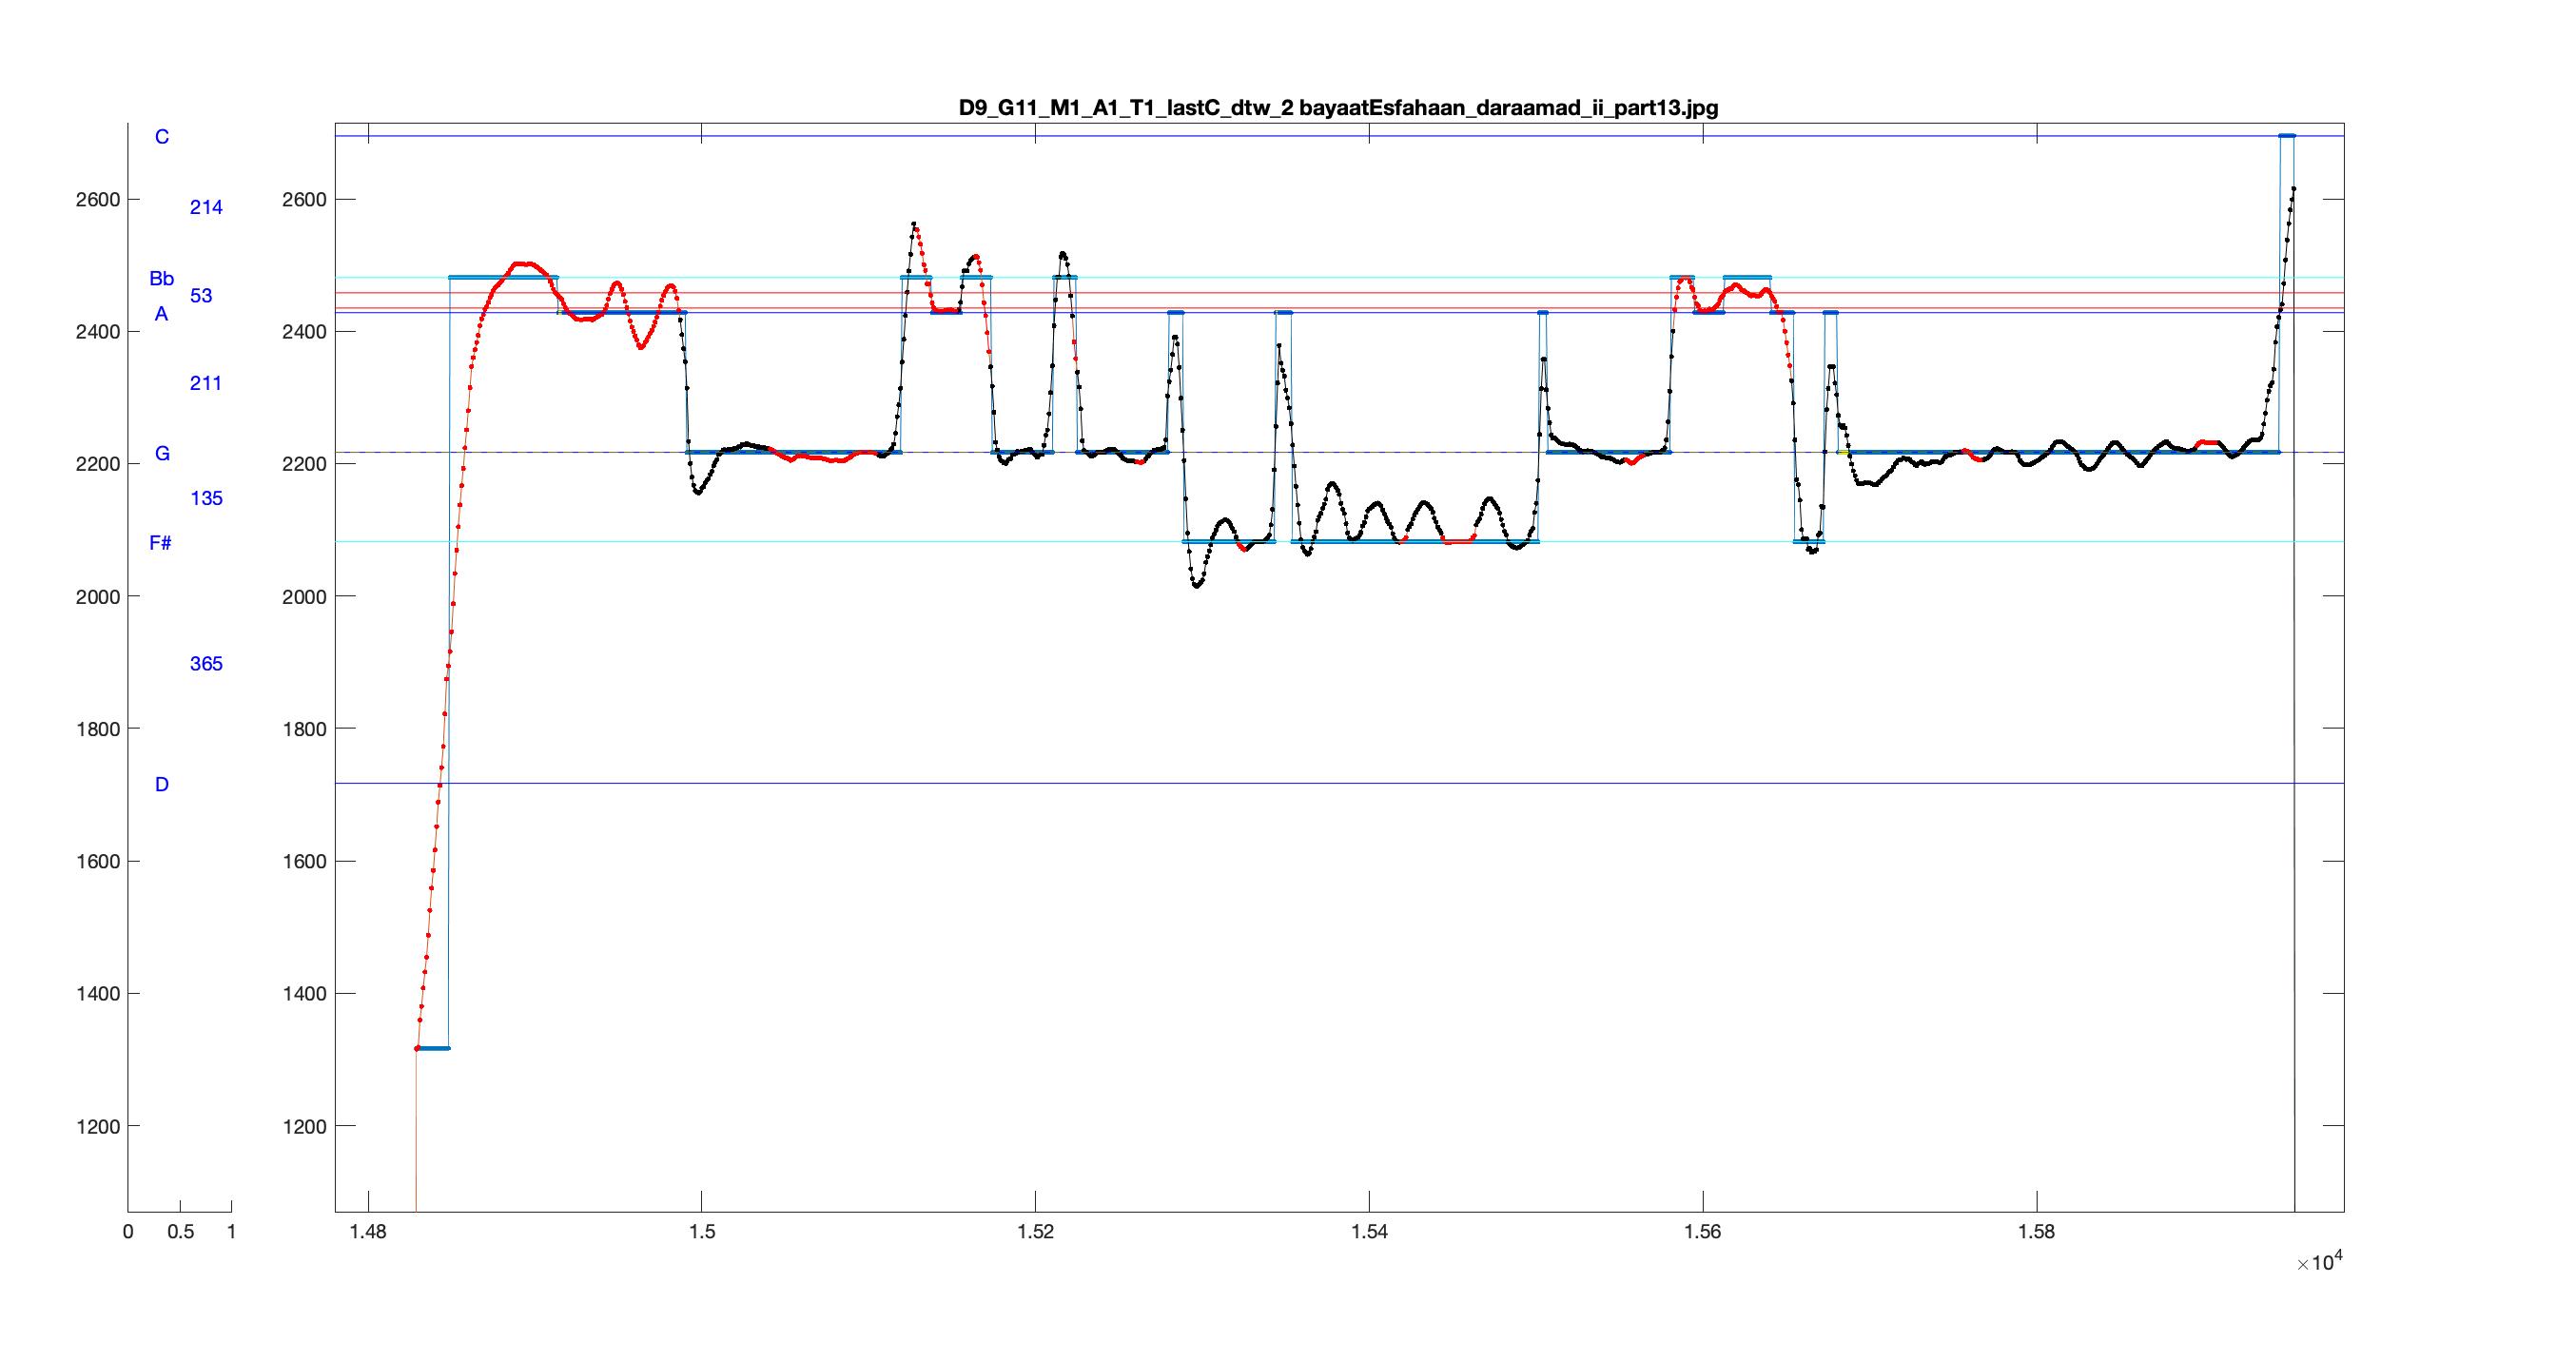 D9_G11_M1_A1_T1_lastC_dtw_2 bayaatEsfahaan_daraamad_ii_part13.jpg
C
2600 214 2600
Bb
53
A
2400 2400
211
G
2200 2200
135
F#
2000 2000
365
1800 1800
D
1600 1600
1400 1400
1200 1200
0 0.5 1 1.48 1.5 1.52 1.54 1.56 1.58
×10^4